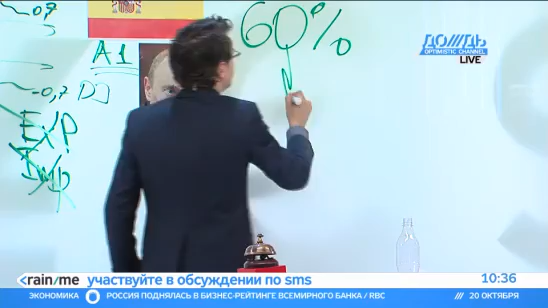 ~ -0,7
60%
A1
~ -0,7
N
EXP
ДОЖДЬ
OPTIMISTIC CHANNEL
LIVE
<rain/me участвуйте в обсуждении по sms 10:36
ЭКОНОМИКА РОССИЯ ПОДНЯЛАСЬ В БИЗНЕС-РЕЙТИНГЕ ВСЕМИРНОГО БАНКА / RBC /// 20 ОКТЯБРЯ